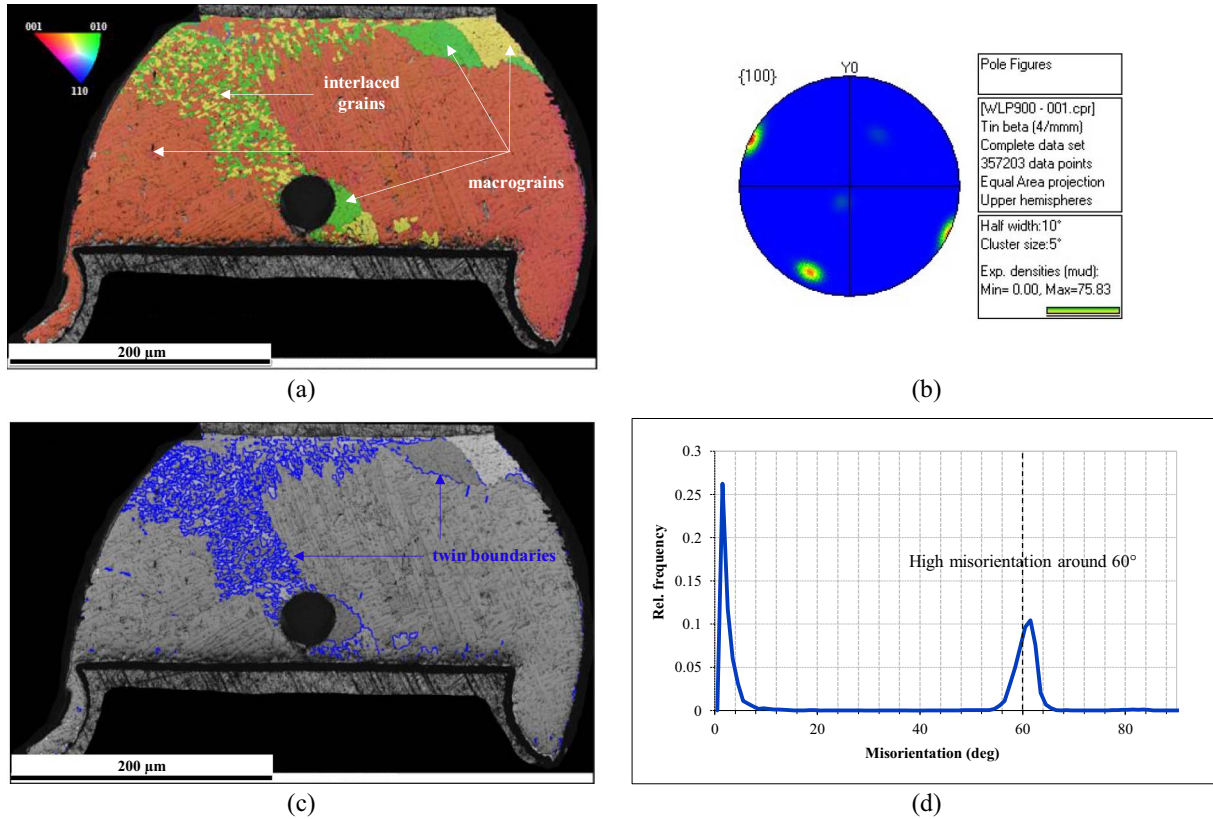 001
010
110
interlaced
grains
macrograins
200 µm
(a)
{100}
Y0
Pole Figures
[WLP900 - 001.cpr]
Tin beta (4/mmm)
Complete data set
357203 data points
Equal Area projection
Upper hemispheres
Half width:10°
Cluster size:5°
Exp. densities (mud):
Min= 0.00, Max=75.83
(b)
twin boundaries
200 µm
(c)
0.3
0.25
0.2
0.15
0.1
0.05
0
Rel. frequency
High misorientation around 60°
0
20
40
60
80
Misorientation (deg)
(d)